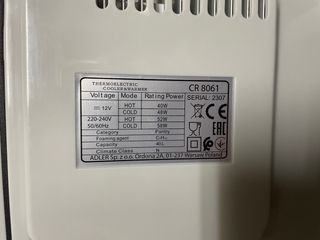 THERMOELECTRIC
COOLER&WARMER
CR 8061
Voltage Mode Rating Power SERIAL: 2307
12V HOT 40W
COLD 48W
220-240V HOT 52W
50/60Hz COLD 58W
Category Pantry
Foaming agent
Capacity 40L
Climate Class N
ADLER Sp. z o.o. Ordona 2A, 01-237 Warsaw Poland